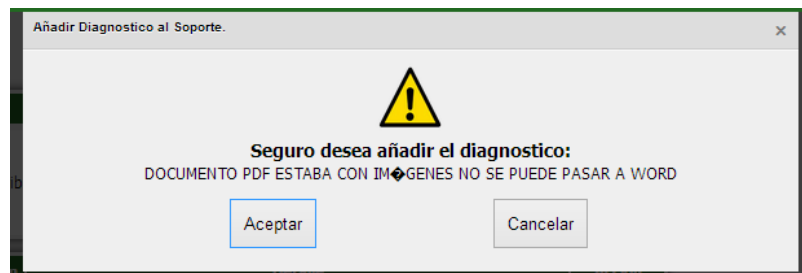 Añadir Diagnostico al Soporte.
Seguro desea añadir el diagnostico:
DOCUMENTO PDF ESTABA CON IM�GENES NO SE PUEDE PASAR A WORD
Aceptar
Cancelar